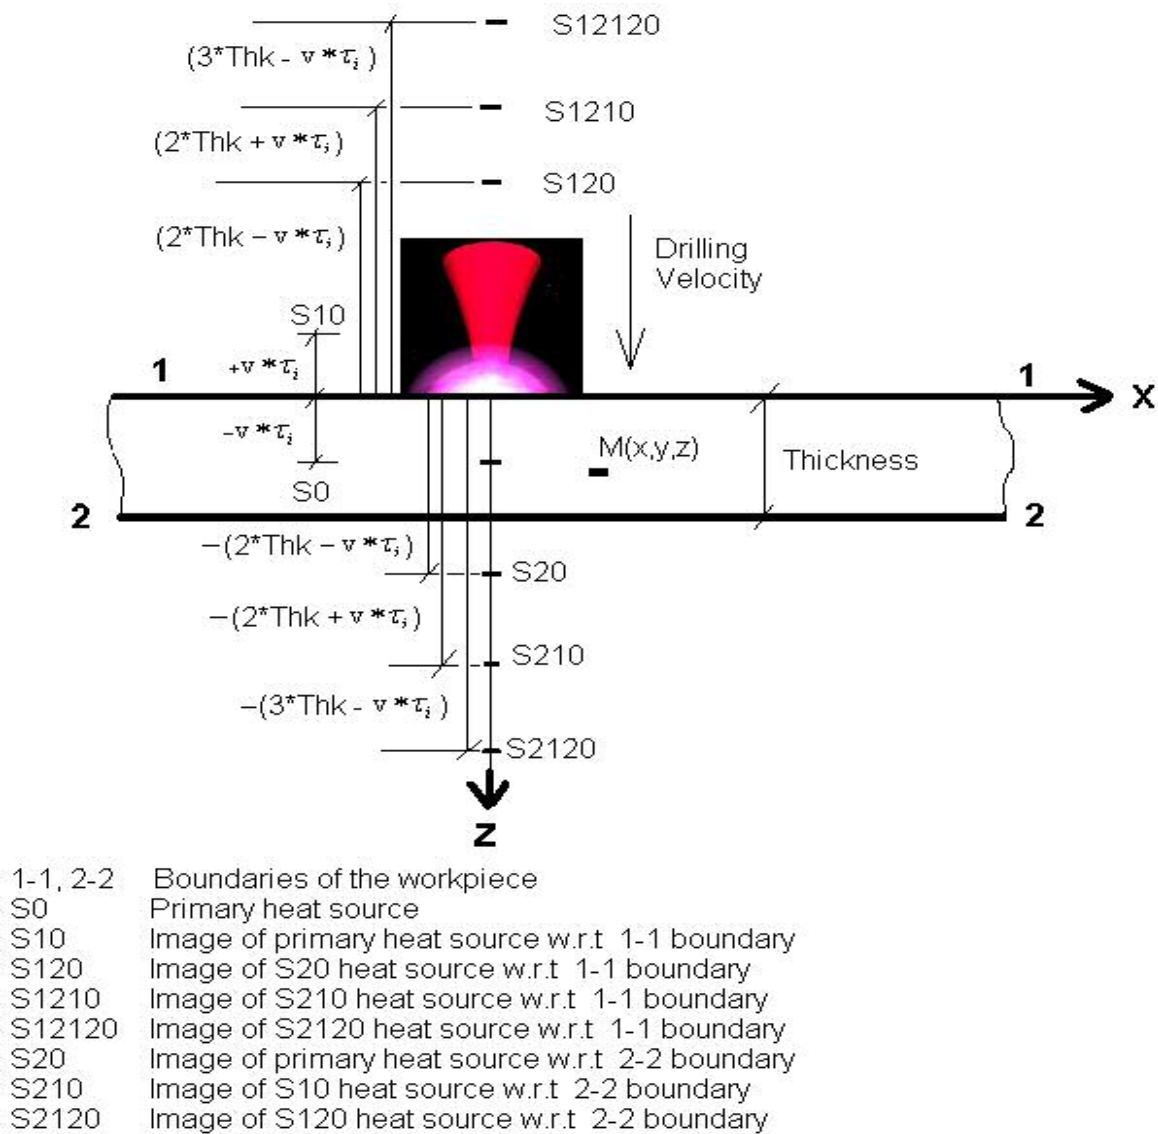 S12120
(3*Thk - v*τi)
S1210
(2*Thk + v*τi)
S120
(2*Thk – v*τi)
Drilling
Velocity
S10
+v*τi
1
1
X
–v*τi
M(x,y,z)
Thickness
S0
2
2
–(2*Thk – v*τi)
S20
–(2*Thk + v*τi)
S210
–(3*Thk - v*τi)
S2120
Z
1-1, 2-2 Boundaries of the workpiece
S0 Primary heat source
S10 Image of primary heat source w.r.t 1-1 boundary
S120 Image of S20 heat source w.r.t 1-1 boundary
S1210 Image of S210 heat source w.r.t 1-1 boundary
S12120 Image of S2120 heat source w.r.t 1-1 boundary
S20 Image of primary heat source w.r.t 2-2 boundary
S210 Image of S10 heat source w.r.t 2-2 boundary
S2120 Image of S120 heat source w.r.t 2-2 boundary